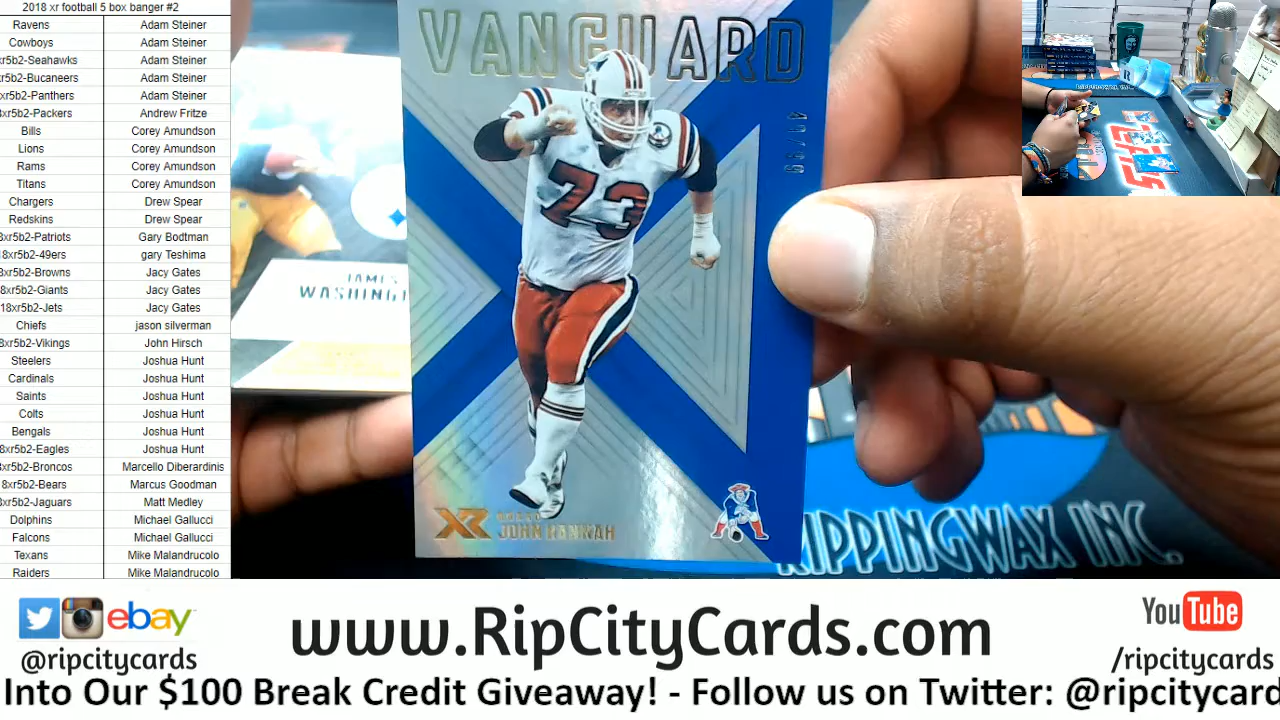 2018 xr football 5 box banger #2
Ravens Adam Steiner
Cowboys Adam Steiner
xr5b2-Seahawks Adam Steiner
xr5b2-Bucaneers Adam Steiner
xr5b2-Panthers Adam Steiner
8xr5b2-Packers Andrew Fritze
Bills Corey Amundson
Lions Corey Amundson
Rams Corey Amundson
Titans Corey Amundson
Chargers Drew Spear
Redskins Drew Spear
8xr5b2-Patriots Gary Bodtman
18xr5b2-49ers gary Teshima
8xr5b2-Browns Jacy Gates
8xr5b2-Giants Jacy Gates
18xr5b2-Jets Jacy Gates
Chiefs jason silverman
8xr5b2-Vikings John Hirsch
Steelers Joshua Hunt
Cardinals Joshua Hunt
Saints Joshua Hunt
Colts Joshua Hunt
Bengals Joshua Hunt
8xr5b2-Eagles Joshua Hunt
8xr5b2-Broncos Marcello Diberardinis
8xr5b2-Bears Marcus Goodman
8xr5b2-Jaguars Matt Medley
Dolphins Michael Gallucci
Falcons Michael Gallucci
Texans Mike Malandrucolo
Raiders Mike Malandrucolo
VANGUARD
73
XR
JOHN HANNAH
JAMES
WASHINGT
RIPPINGWAX INC.
ebay
@ripcitycards
www.RipCityCards.com
YouTube
/ripcitycards
Into Our $100 Break Credit Giveaway! - Follow us on Twitter: @ripcitycard